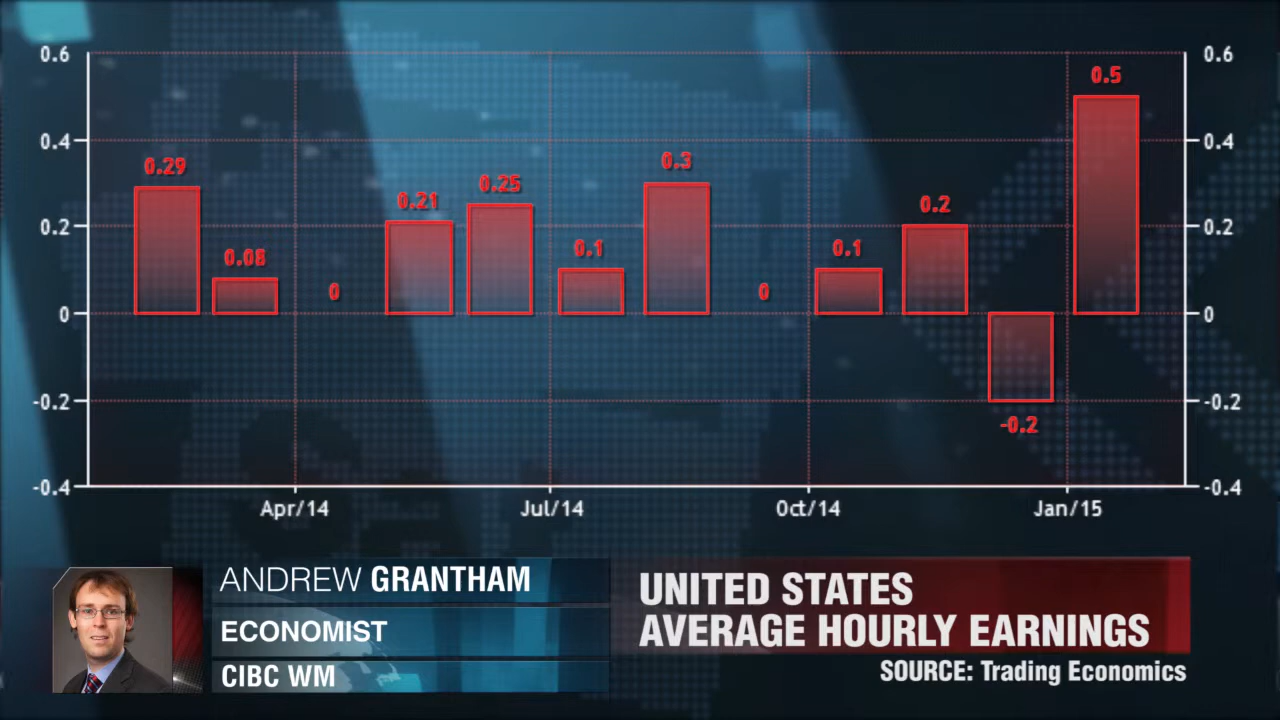 0.6 0.6
0.5
0.4 0.4
0.29 0.08 0 0.21 0.25 0.1 0.3 0 0.1 0.2
0.2 0.2
0 0
-0.2 -0.2
-0.2
-0.4 -0.4
Apr/14 Jul/14 Oct/14 Jan/15
ANDREW GRANTHAM
ECONOMIST
CIBC WM
UNITED STATES
AVERAGE HOURLY EARNINGS
SOURCE: Trading Economics